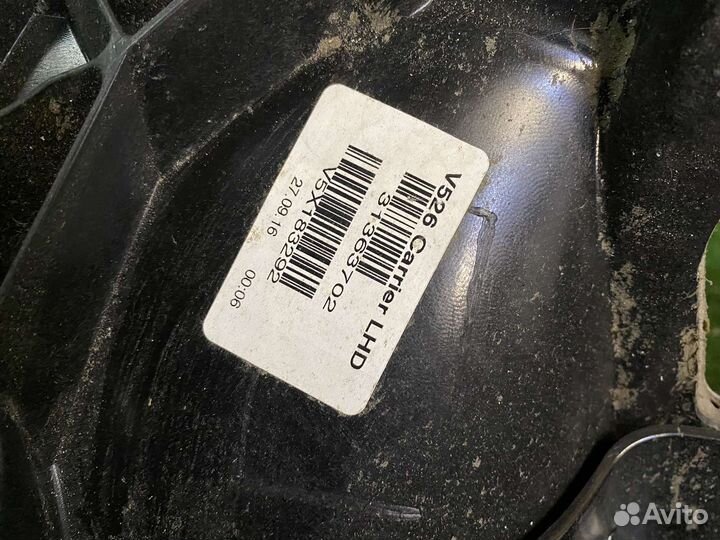 V526 Carrier LHD
31363702
V5X183292
27.09.16 00:06
Avito